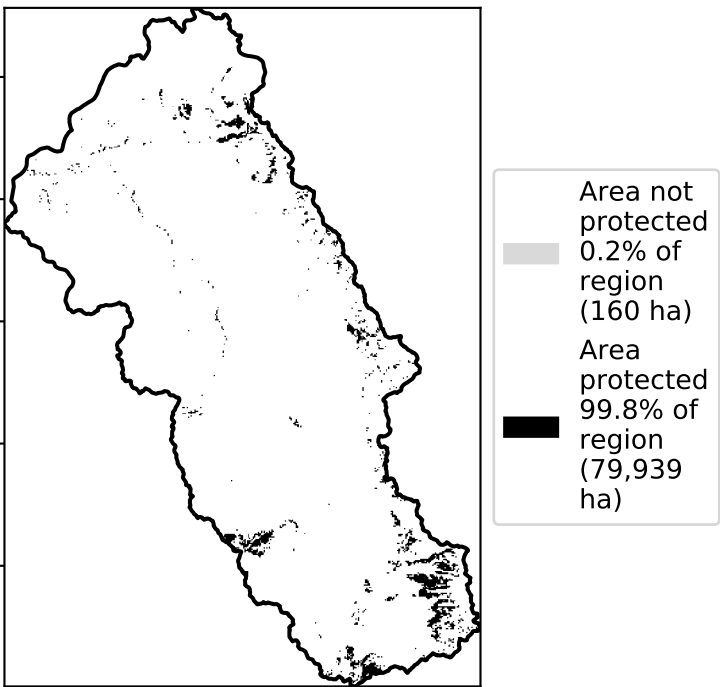 Area not
protected
0.2% of
region
(160 ha)
Area
protected
99.8% of
region
(79,939
ha)